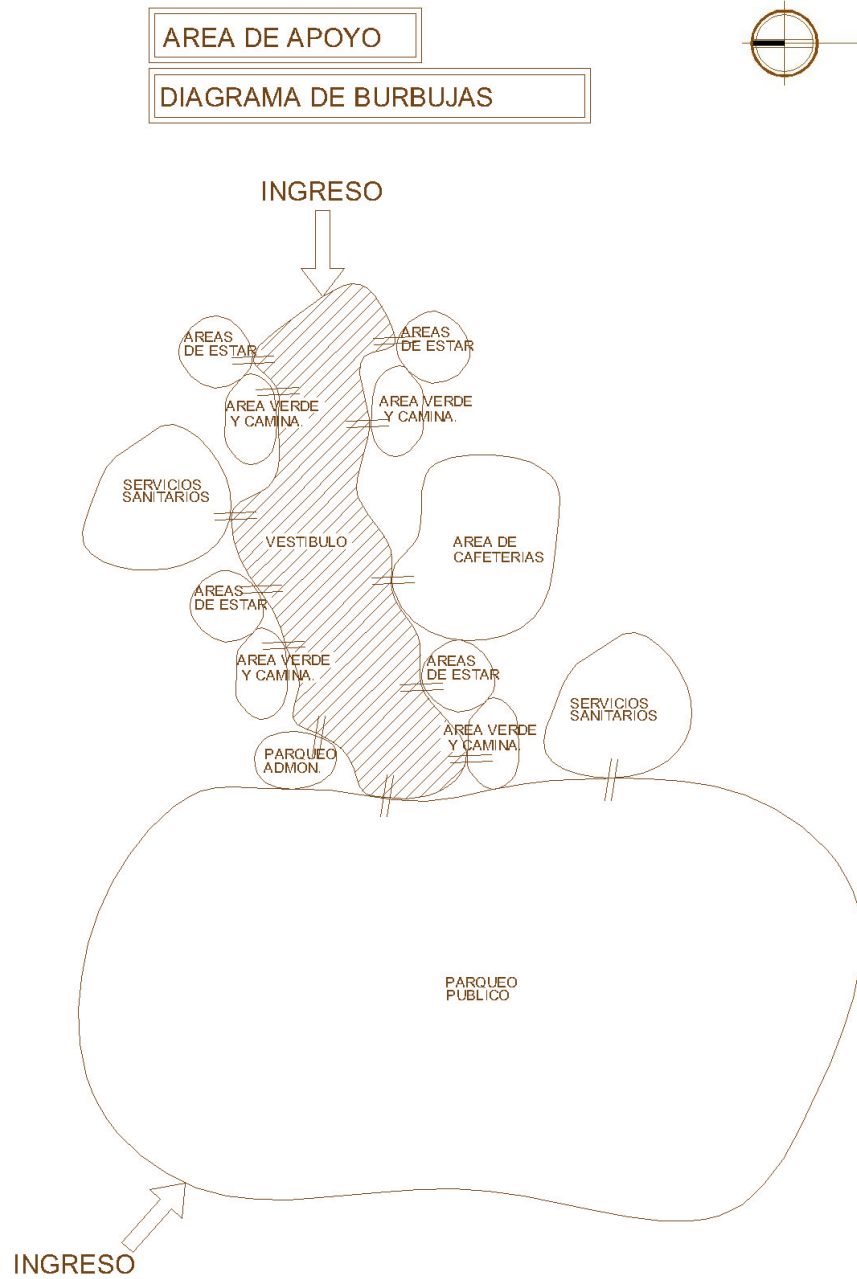 AREA DE APOYO
DIAGRAMA DE BURBUJAS
INGRESO
AREAS
DE ESTAR
AREAS
DE ESTAR
AREA VERDE
Y CAMINA.
AREA VERDE
Y CAMINA.
SERVICIOS
SANITARIOS
VESTIBULO
AREA DE
CAFETERIAS
AREAS
DE ESTAR
AREA VERDE
Y CAMINA.
AREAS
DE ESTAR
SERVICIOS
SANITARIOS
AREA VERDE
Y CAMINA.
PARQUEO
ADMON.
PARQUEO
PUBLICO
INGRESO